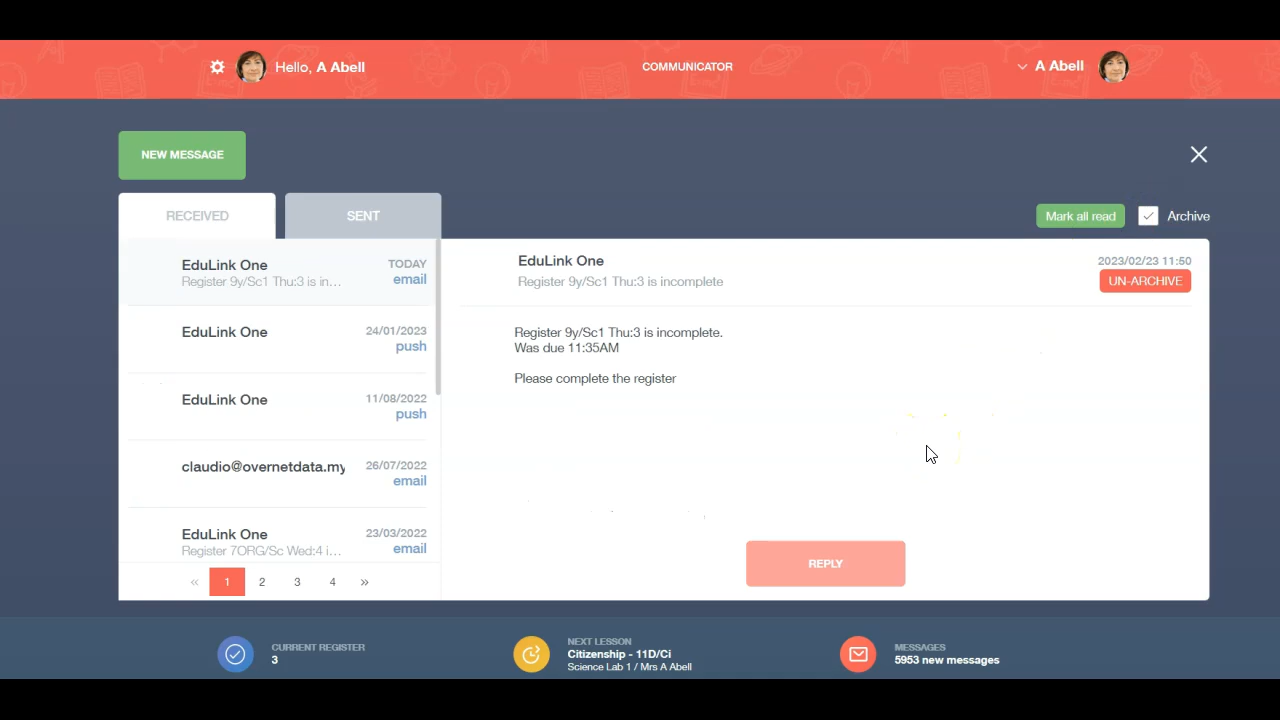 Hello, A Abell
COMMUNICATOR
A Abell
NEW MESSAGE
RECEIVED
SENT
Mark all read
Archive
EduLink One
TODAY
Register 9y/Sc1 Thu:3 is in...
email
EduLink One
24/01/2023
push
EduLink One
11/08/2022
push
claudio@overnetdata.my
26/07/2022
email
EduLink One
23/03/2022
Register 7ORG/Sc Wed:4 i...
email
« 1 2 3 4 »
EduLink One
2023/02/23 11:50
Register 9y/Sc1 Thu:3 is incomplete
UN-ARCHIVE
Register 9y/Sc1 Thu:3 is incomplete.
Was due 11:35AM
Please complete the register
REPLY
CURRENT REGISTER
3
NEXT LESSON
Citizenship - 11D/Ci
Science Lab 1 / Mrs A Abell
MESSAGES
5953 new messages